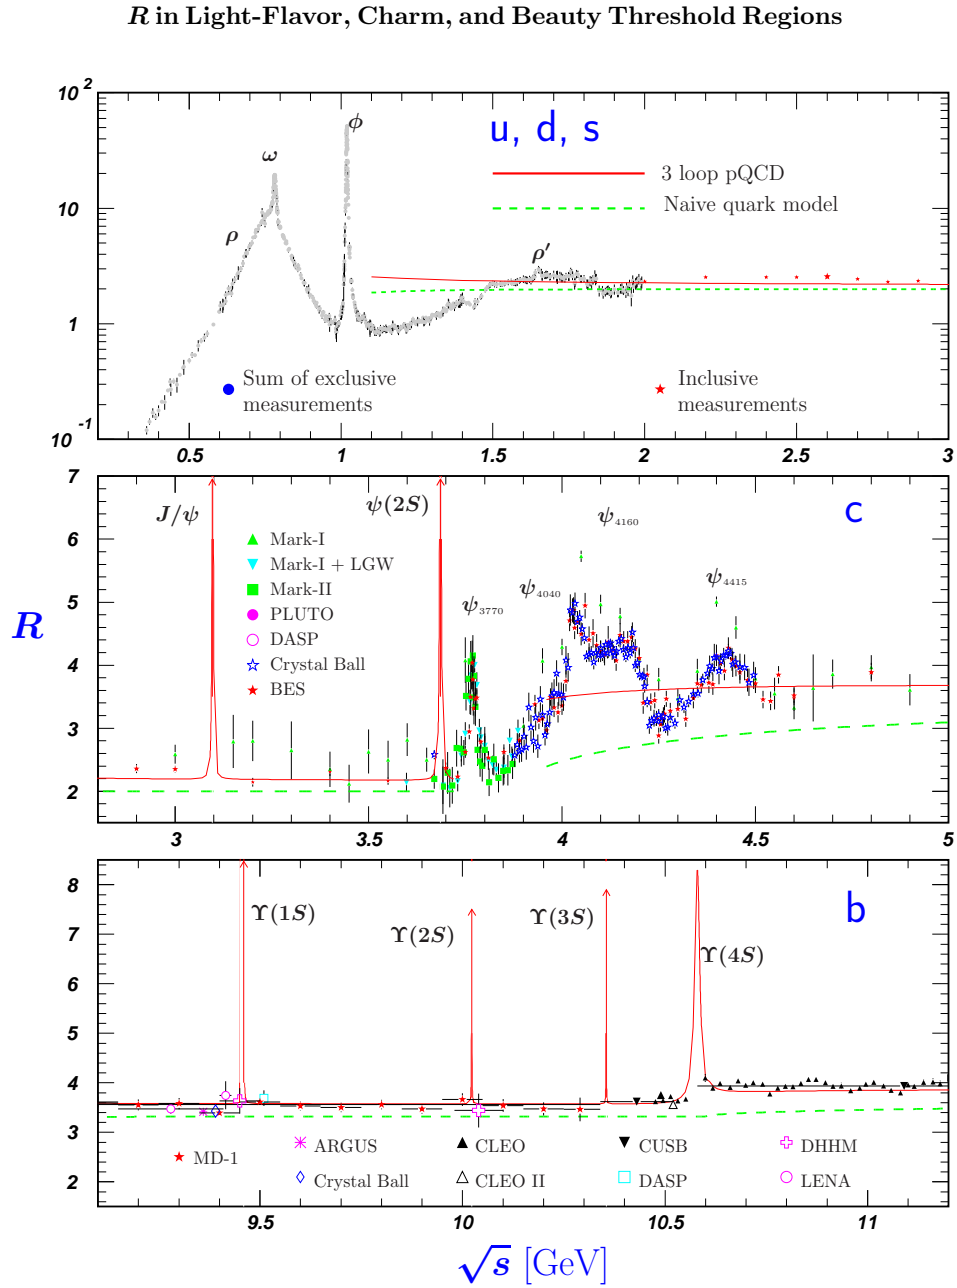 R in Light-Flavor, Charm, and Beauty Threshold Regions
10²
10
1
10⁻¹
u, d, s
ρ
ω
ϕ
ρ′
3 loop pQCD
Naive quark model
Sum of exclusive
measurements
Inclusive
measurements
0.5 1 1.5 2 2.5 3
R
7
6
5
4
3
2
c
J/ψ
ψ(2S)
ψ₃₇₇₀
ψ₄₀₄₀
ψ₄₁₆₀
ψ₄₄₁₅
Mark-I
Mark-I + LGW
Mark-II
PLUTO
DASP
Crystal Ball
BES
3 3.5 4 4.5 5
8
7
6
5
4
3
2
b
Υ(1S)
Υ(2S)
Υ(3S)
Υ(4S)
MD-1
ARGUS
Crystal Ball
CLEO
CLEO II
CUSB
DASP
DHHM
LENA
9.5 10 10.5 11
√s [GeV]